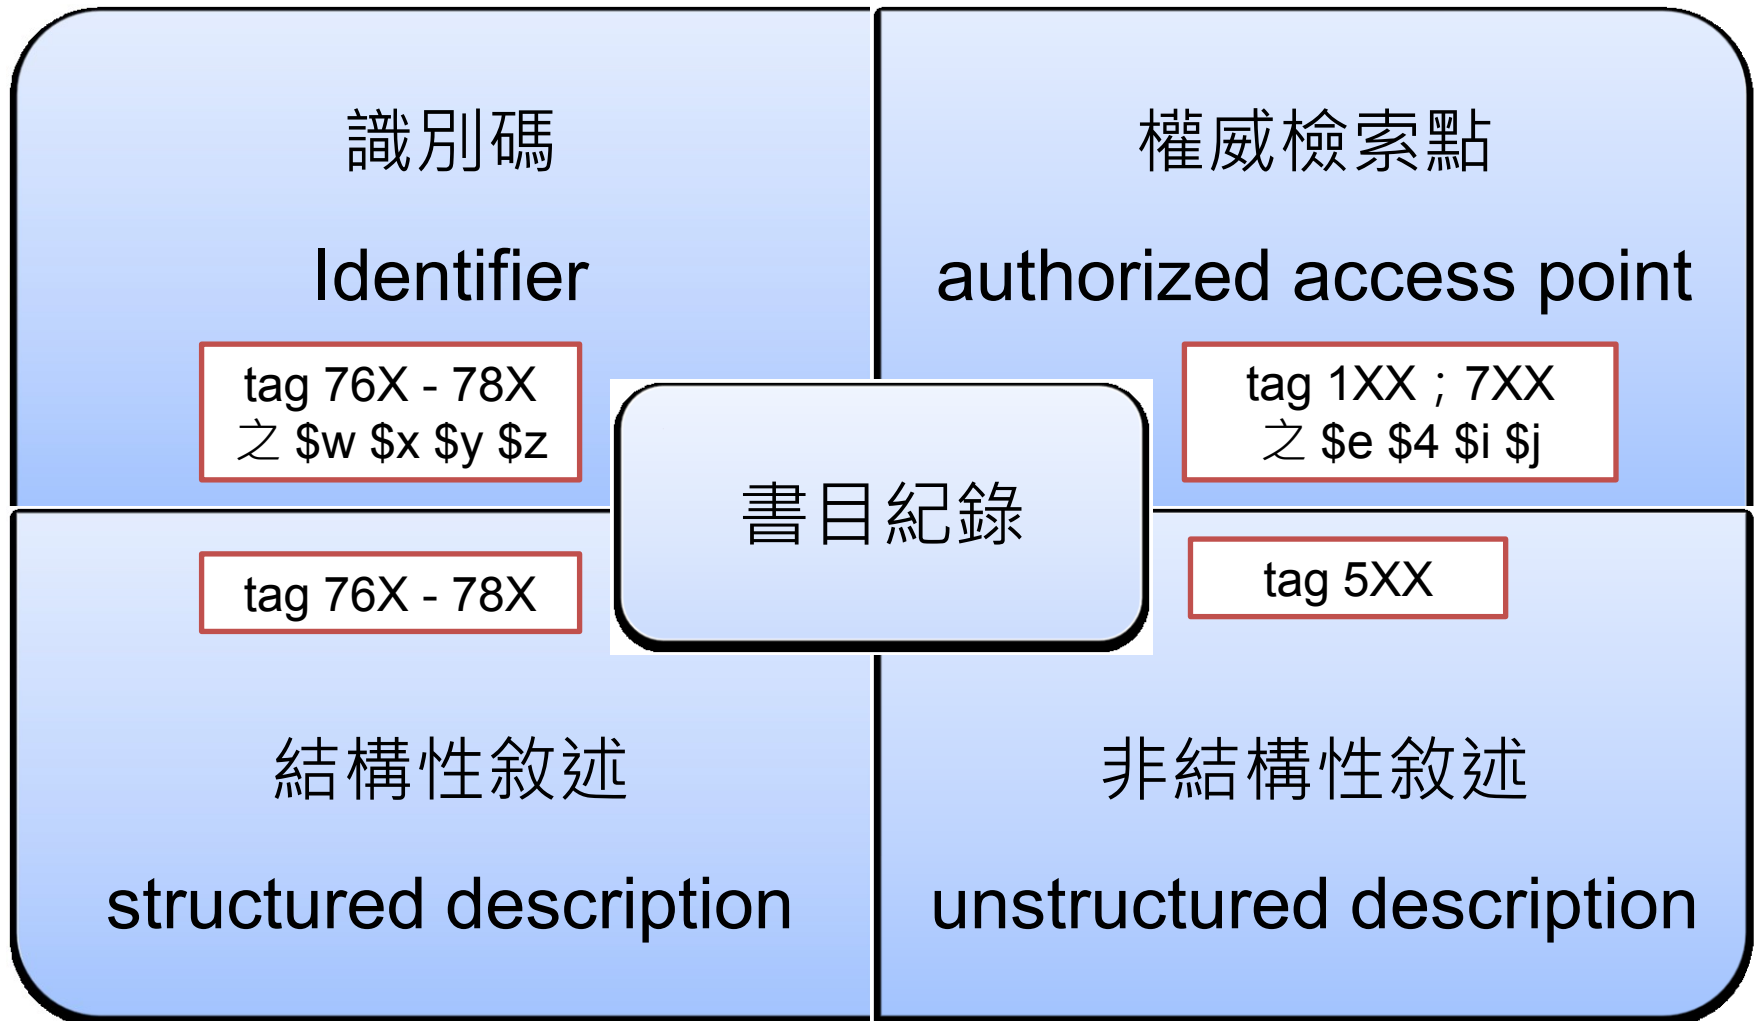 識別碼
Identifier
tag 76X - 78X
之 $w $x $y $z
權威檢索點
authorized access point
tag 1XX；7XX
之 $e $4 $i $j
書目紀錄
tag 76X - 78X
結構性敘述
structured description
tag 5XX
非結構性敘述
unstructured description